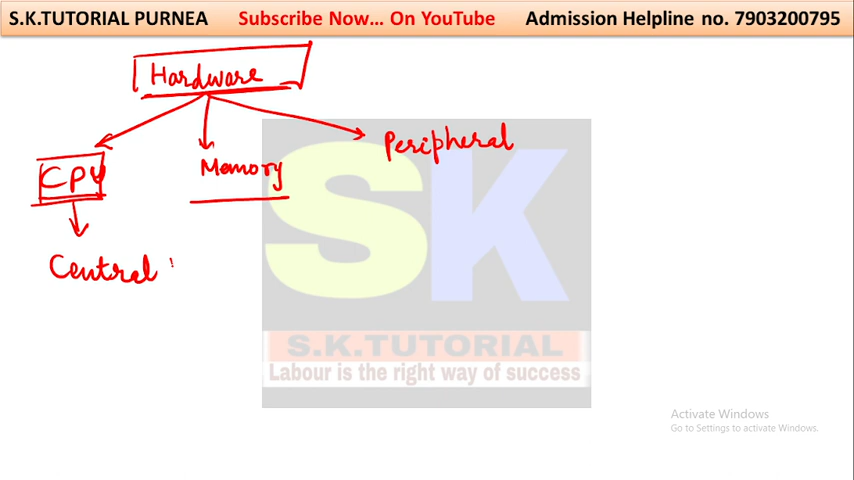 S.K.TUTORIAL PURNEA Subscribe Now... On YouTube Admission Helpline no. 7903200795
Hardware
CPU Memory Peripheral
Central
SK
S.K.TUTORIAL
Labour is the right way of success
Activate Windows
Go to Settings to activate Windows.